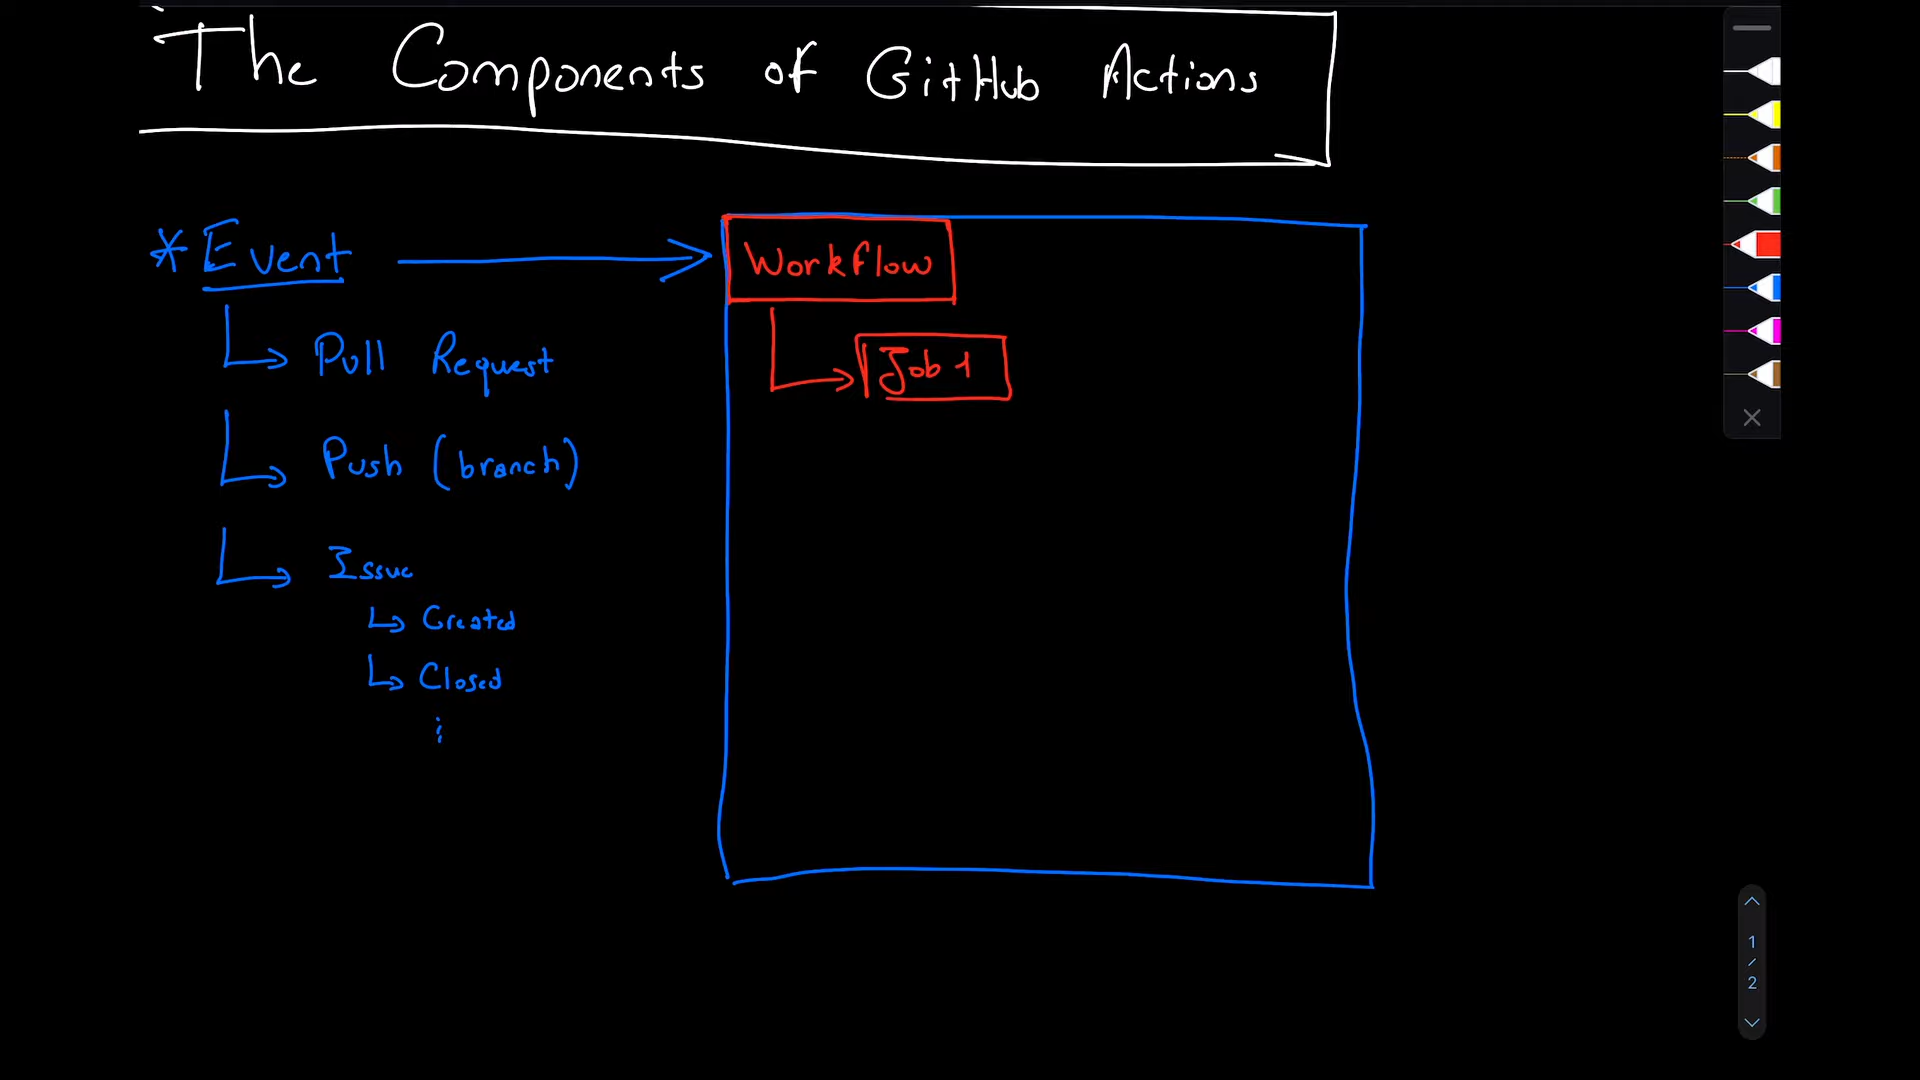 The Components of GitHub Actions
* Event
Workflow
Pull Request
Job 1
Push (branch)
Issue
Created
Closed
1
/
2